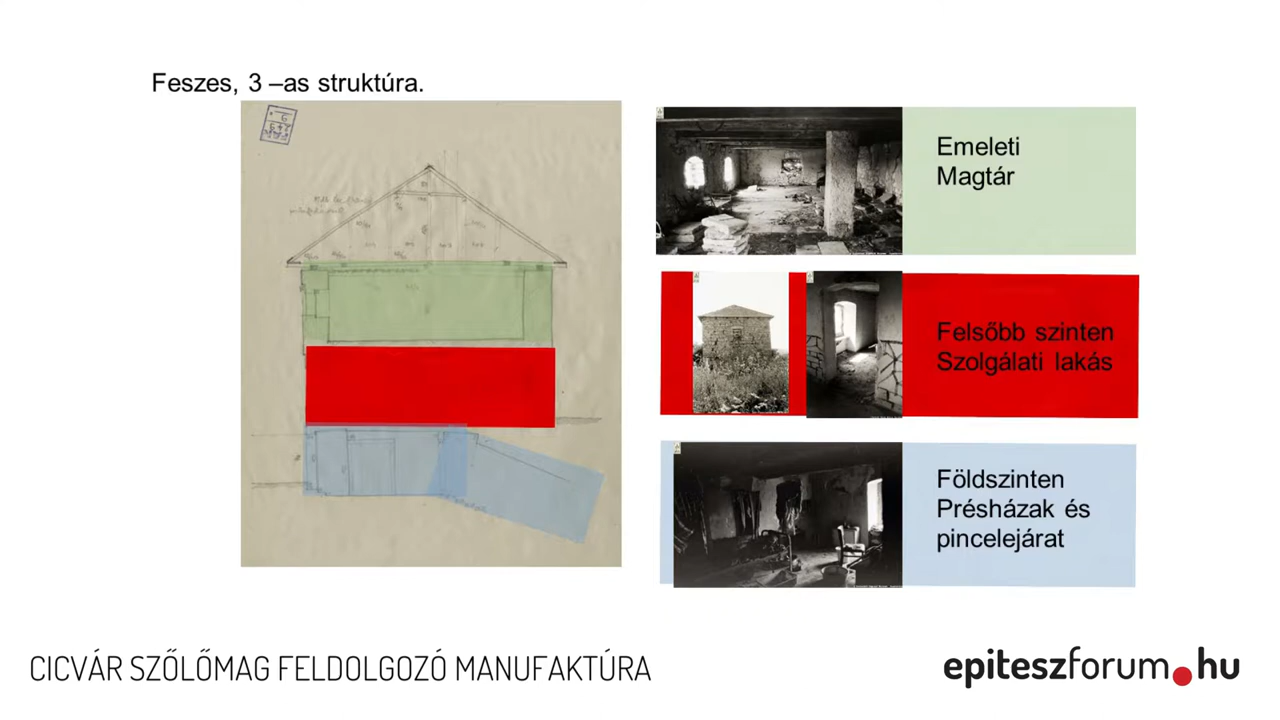 Feszes, 3 –as struktúra.
Emeleti
Magtár
Felsőbb szinten
Szolgálati lakás
Földszinten
Présházak és
pincelejárat
CICVÁR SZŐLŐMAG FELDOLGOZÓ MANUFAKTÚRA
epiteszforum.hu